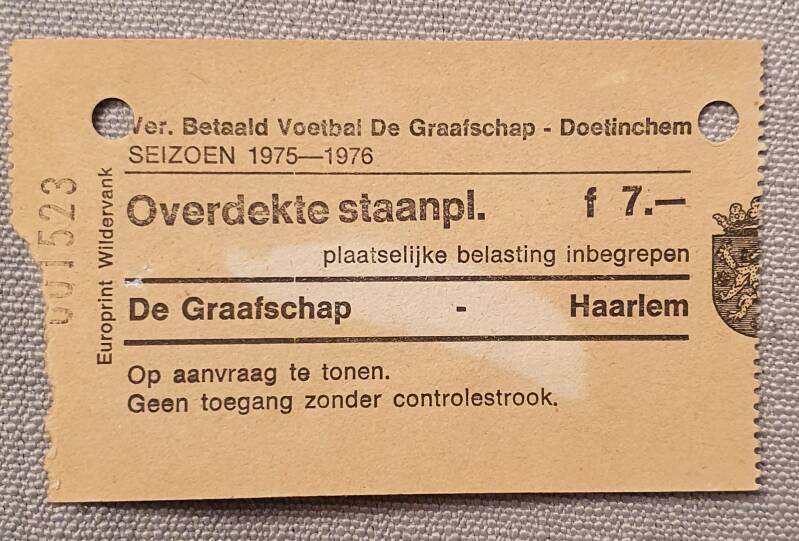 Ver. Betaald Voetbal De Graafschap - Doetinchem
SEIZOEN 1975—1976
Overdekte staanpl. f 7.—
plaatselijke belasting inbegrepen
De Graafschap - Haarlem
Op aanvraag te tonen.
Geen toegang zonder controlestrook.
Europrint Wildervank
001523